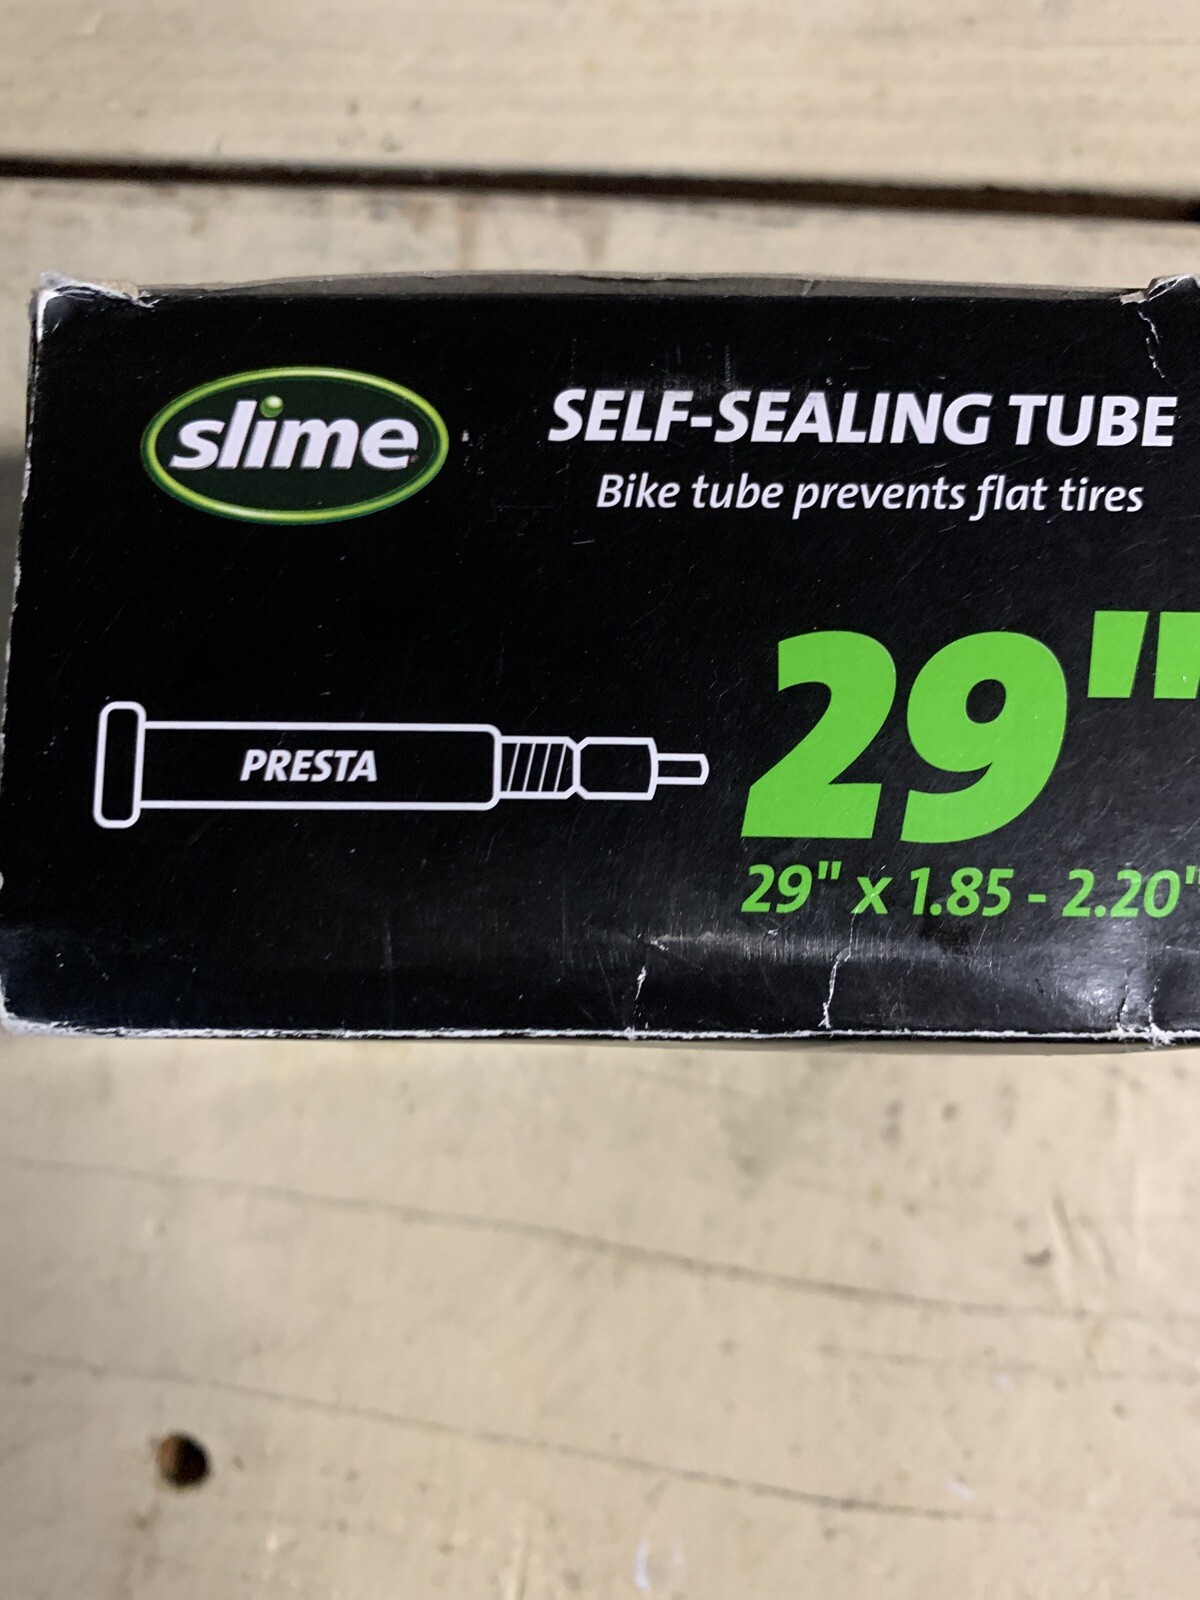 slime
SELF-SEALING TUBE
Bike tube prevents flat tires
PRESTA
29"
29" x 1.85 - 2.20"